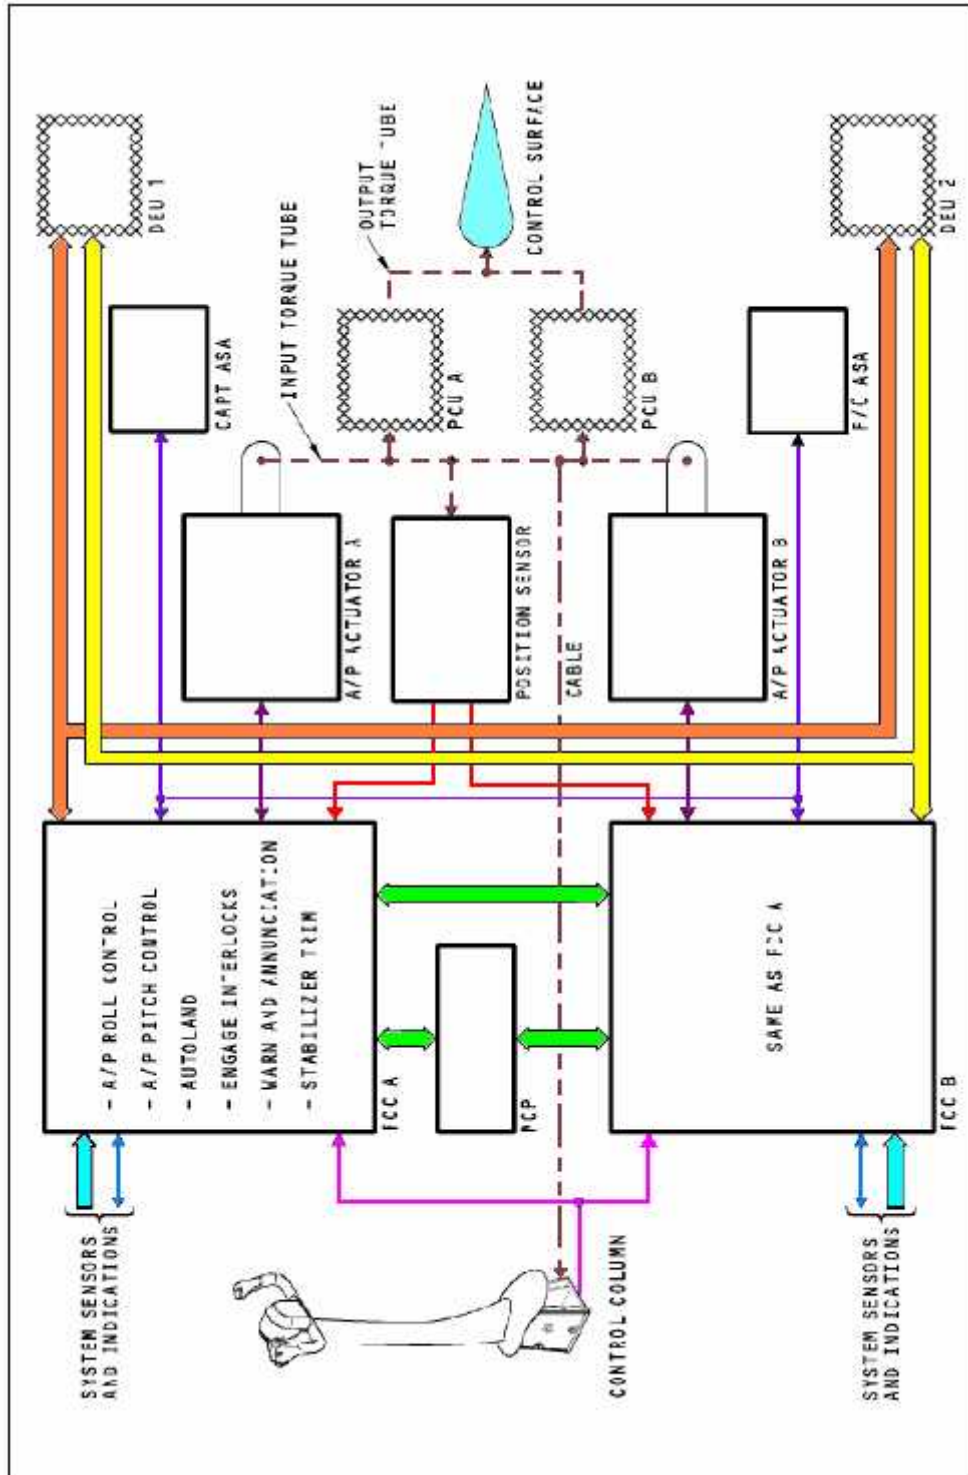 SYSTEM SENSORS
AND INDICATIONS
- A/P ROLL CONTROL
- A/P PITCH CONTROL
- AUTOLAND
- ENGAGE INTERLOCKS
- WARN AND ANNUNCIATION
- STABILIZER TRIM
FCC A
DEU 1
CAPT ASA
INPUT TORQUE TUBE
A/P ACTUATOR A
OUTPUT
TORQUE TUBE
PCU A
MCP
POSITION SENSOR
CONTROL SURFACE
CABLE
CONTROL COLUMN
PCU B
A/P ACTUATOR B
SAME AS FCC A
F/O ASA
SYSTEM SENSORS
AND INDICATIONS
FCC B
DEU 2